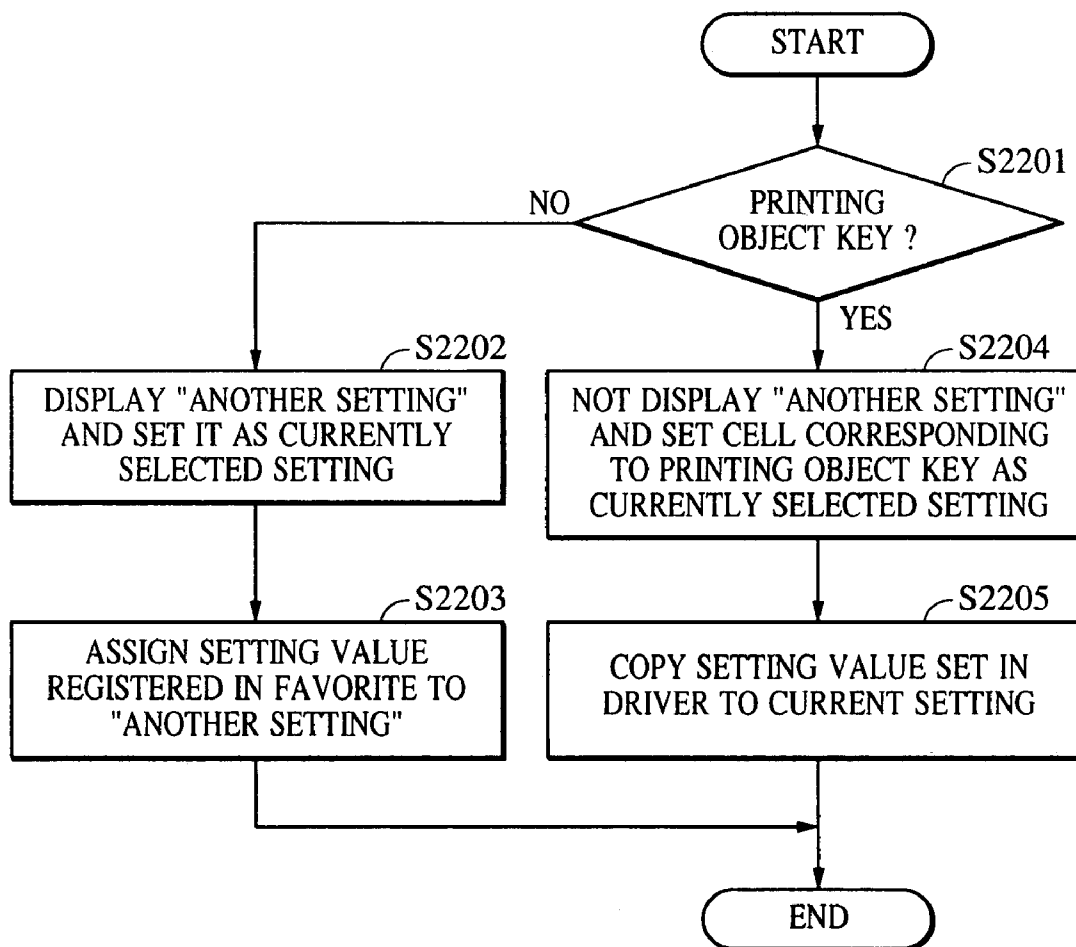 START
S2201
PRINTING
OBJECT KEY ?
NO
YES
S2202
DISPLAY "ANOTHER SETTING"
AND SET IT AS CURRENTLY
SELECTED SETTING
S2204
NOT DISPLAY "ANOTHER SETTING"
AND SET CELL CORRESPONDING
TO PRINTING OBJECT KEY AS
CURRENTLY SELECTED SETTING
S2203
ASSIGN SETTING VALUE
REGISTERED IN FAVORITE TO
"ANOTHER SETTING"
S2205
COPY SETTING VALUE SET IN
DRIVER TO CURRENT SETTING
END